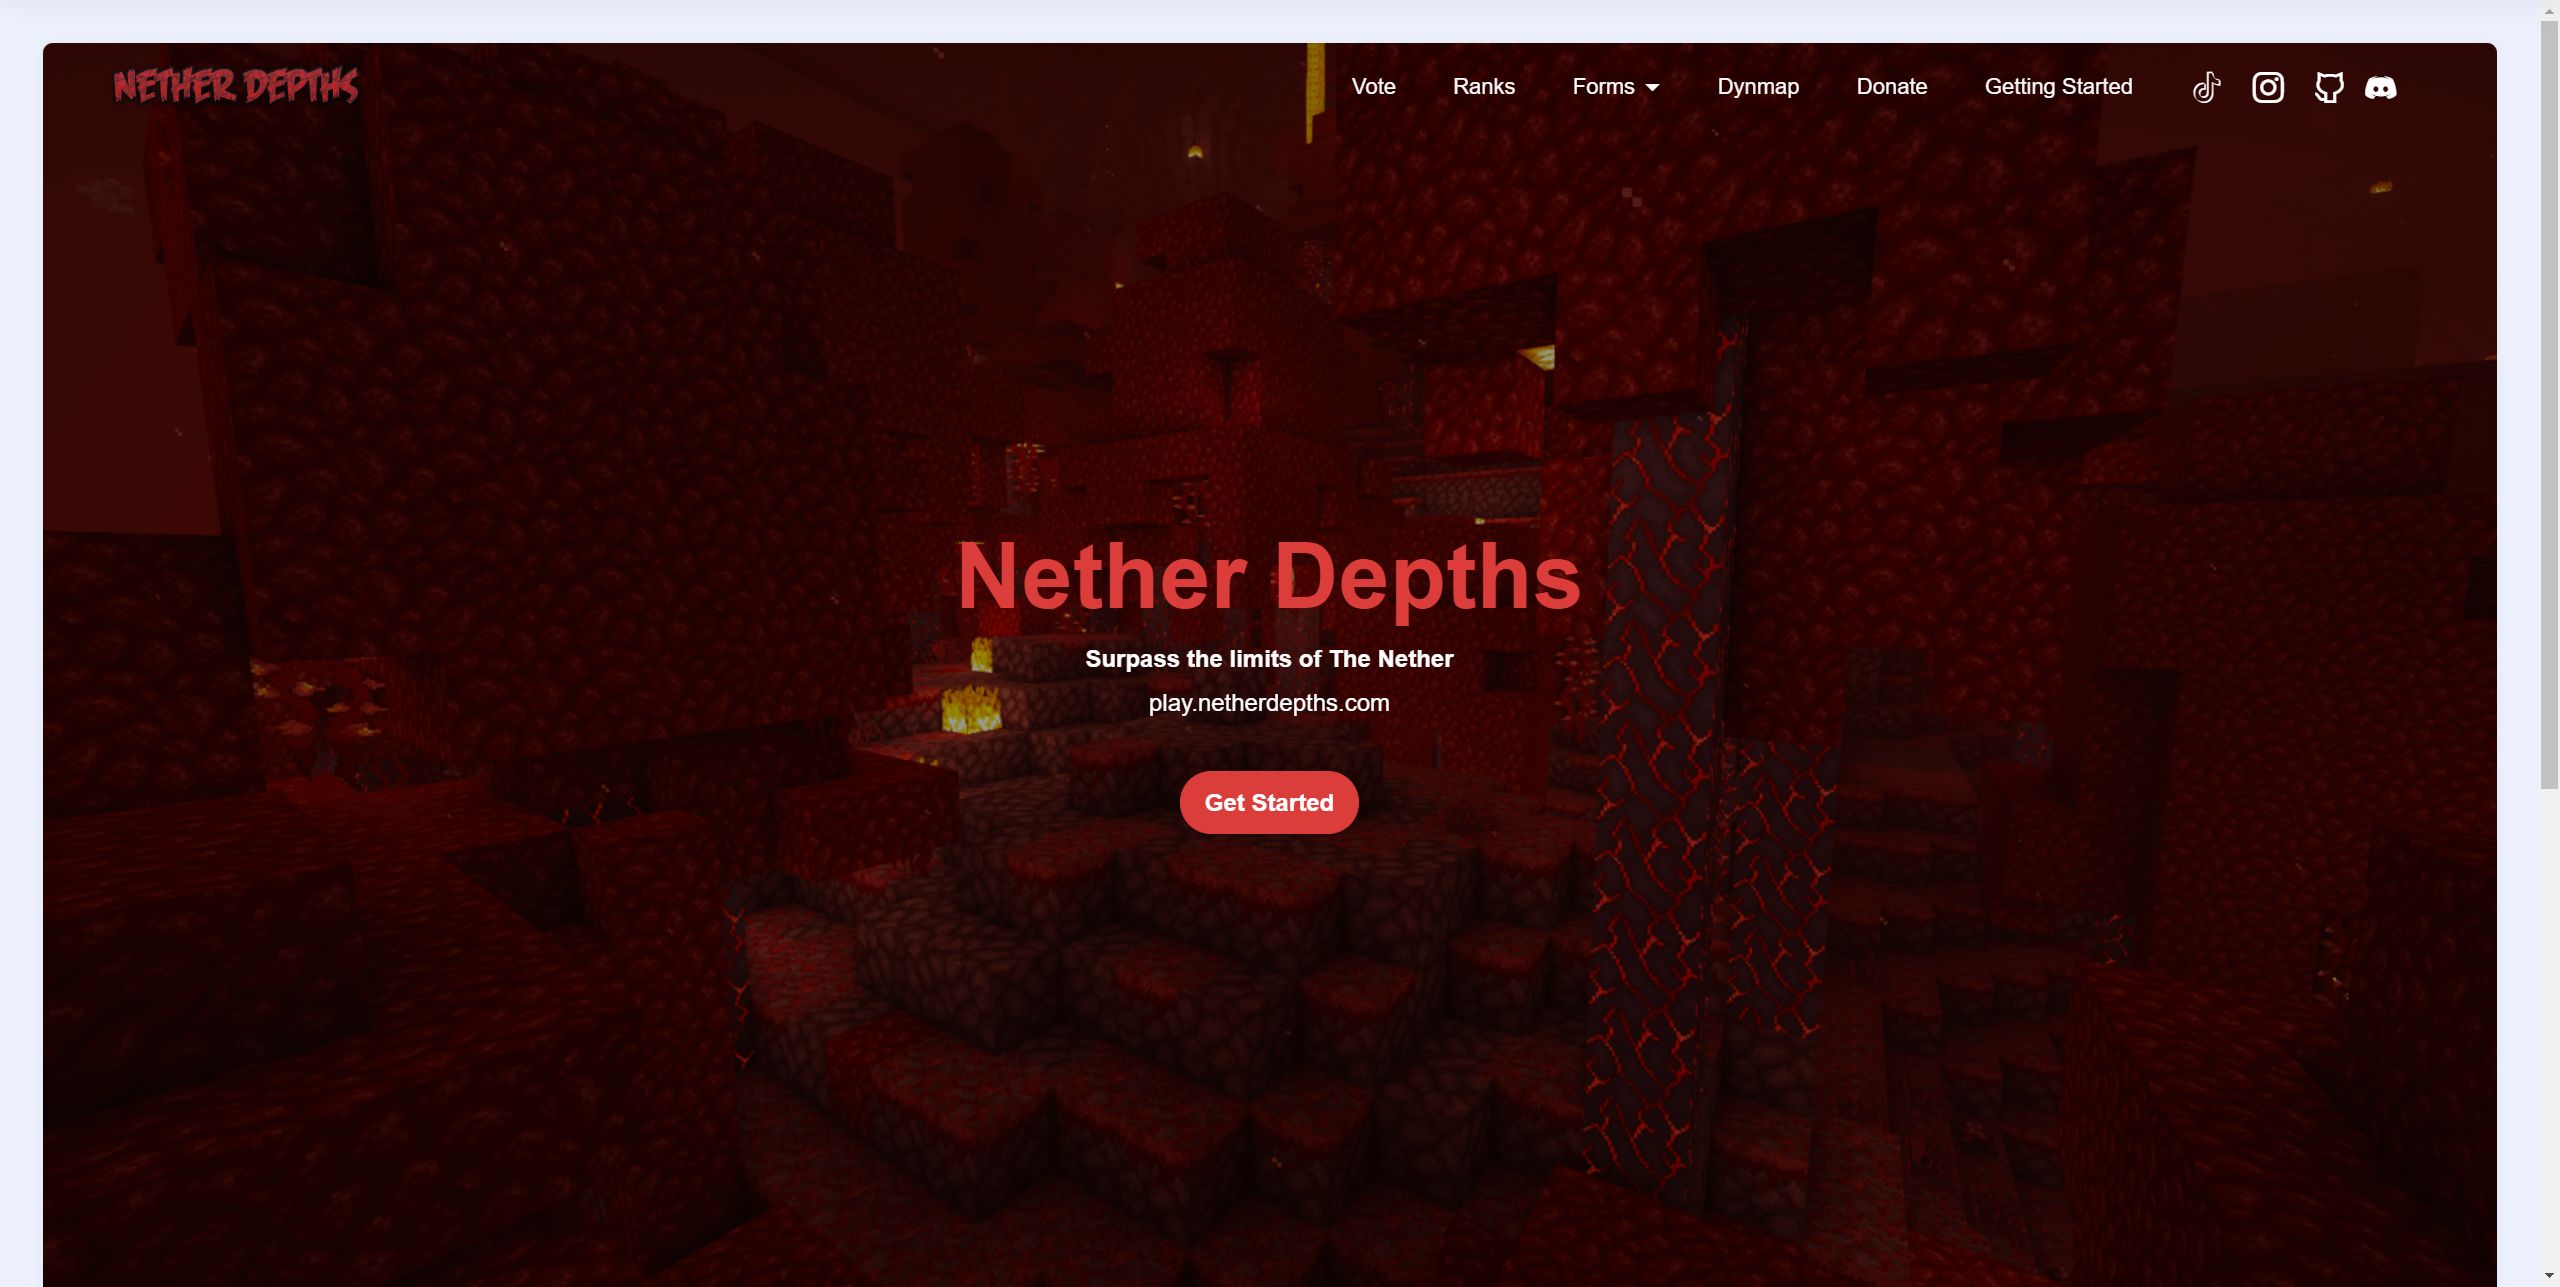 NETHER DEPTHS
Vote Ranks Forms Dynmap Donate Getting Started
Nether Depths
Surpass the limits of The Nether
play.netherdepths.com
Get Started